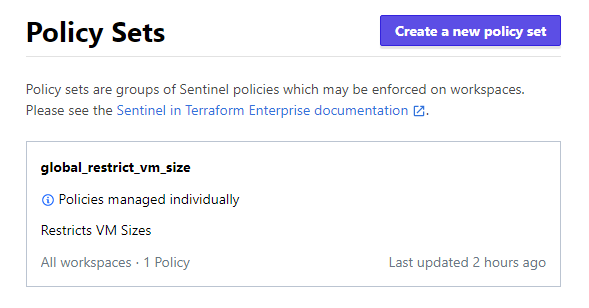 Policy Sets
Create a new policy set
Policy sets are groups of Sentinel policies which may be enforced on workspaces.
Please see the Sentinel in Terraform Enterprise documentation.
global_restrict_vm_size
Policies managed individually
Restricts VM Sizes
All workspaces · 1 Policy
Last updated 2 hours ago